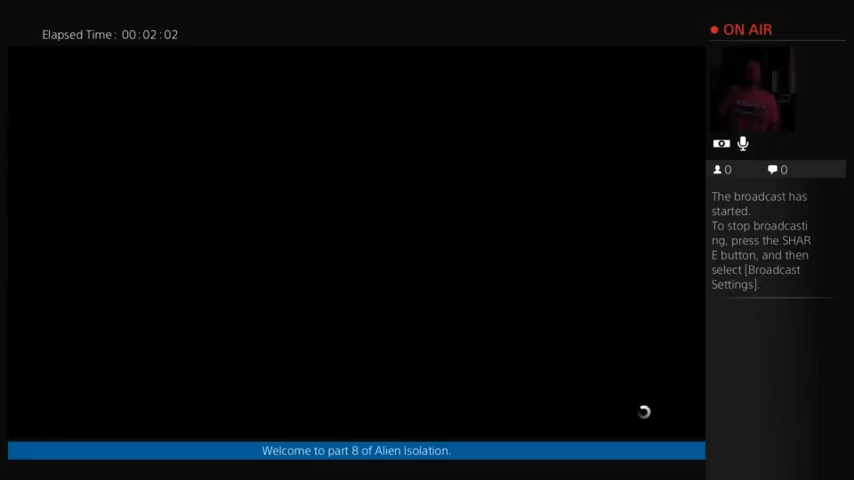 Elapsed Time: 00:02:02
ON AIR
0 0
The broadcast has
started.
To stop broadcasti
ng, press the SHAR
E button, and then
select [Broadcast
Settings].
Welcome to part 8 of Alien Isolation.